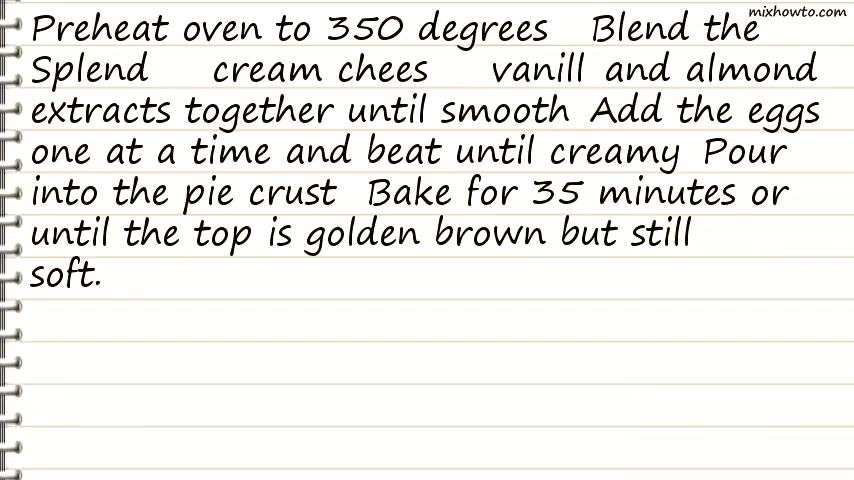 mixhowto.com
Preheat oven to 350 degrees Blend the
Splend cream chees vanill and almond
extracts together until smooth Add the eggs
one at a time and beat until creamy Pour
into the pie crust Bake for 35 minutes or
until the top is golden brown but still
soft.